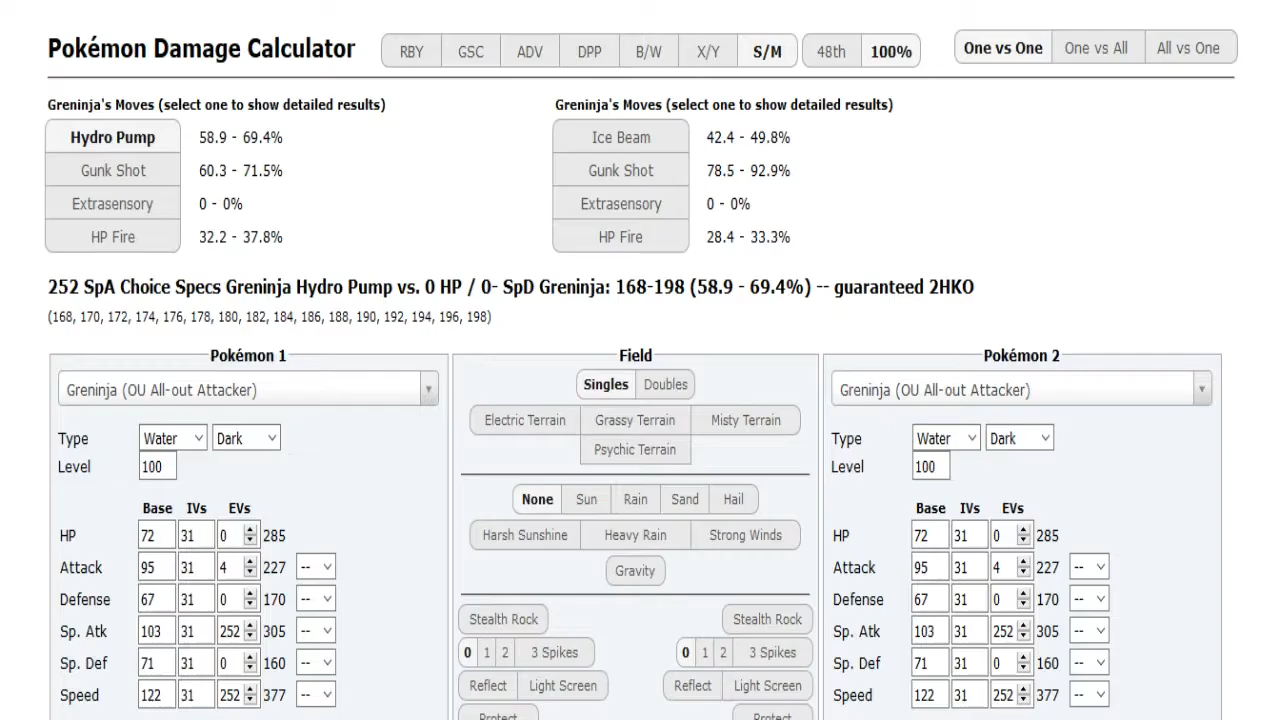 Pokémon Damage Calculator RBY GSC ADV DPP B/W X/Y S/M 48th 100% One vs One One vs All All vs One
Greninja's Moves (select one to show detailed results) Greninja's Moves (select one to show detailed results)
Hydro Pump 58.9 - 69.4% Ice Beam 42.4 - 49.8%
Gunk Shot 60.3 - 71.5% Gunk Shot 78.5 - 92.9%
Extrasensory 0 - 0% Extrasensory 0 - 0%
HP Fire 32.2 - 37.8% HP Fire 28.4 - 33.3%
252 SpA Choice Specs Greninja Hydro Pump vs. 0 HP / 0- SpD Greninja: 168-198 (58.9 - 69.4%) -- guaranteed 2HKO
(168, 170, 172, 174, 176, 178, 180, 182, 184, 186, 188, 190, 192, 194, 196, 198)
Pokémon 1
Greninja (OU All-out Attacker)
Type Water Dark
Level 100
Base IVs EVs
HP 72 31 0 285
Attack 95 31 4 227 --
Defense 67 31 0 170 --
Sp. Atk 103 31 252 305 --
Sp. Def 71 31 0 160 --
Speed 122 31 252 377 --
Field
Singles Doubles
Electric Terrain Grassy Terrain Misty Terrain
Psychic Terrain
None Sun Rain Sand Hail
Harsh Sunshine Heavy Rain Strong Winds
Gravity
Stealth Rock Stealth Rock
0 1 2 3 Spikes 0 1 2 3 Spikes
Reflect Light Screen Reflect Light Screen
Protect Protect
Pokémon 2
Greninja (OU All-out Attacker)
Type Water Dark
Level 100
Base IVs EVs
HP 72 31 0 285
Attack 95 31 4 227 --
Defense 67 31 0 170 --
Sp. Atk 103 31 252 305 --
Sp. Def 71 31 0 160 --
Speed 122 31 252 377 --